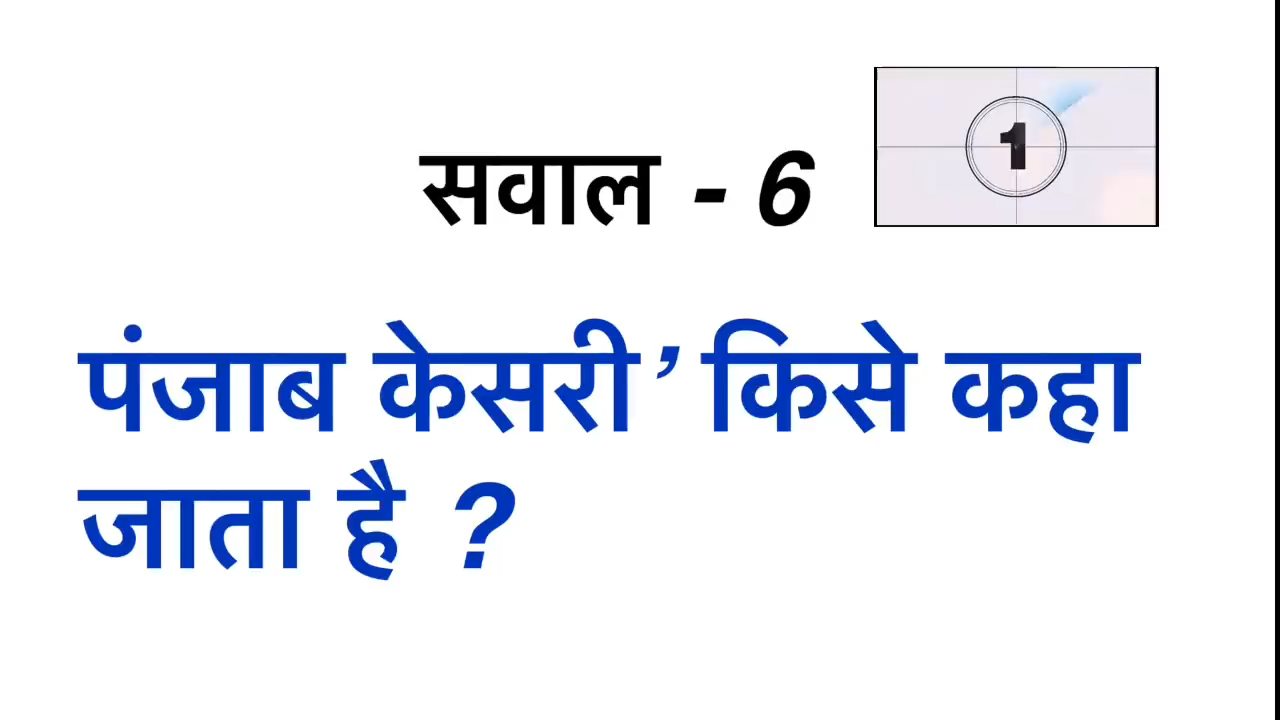 सवाल - 6
1
पंजाब केसरी’ किसे कहा
जाता है ?